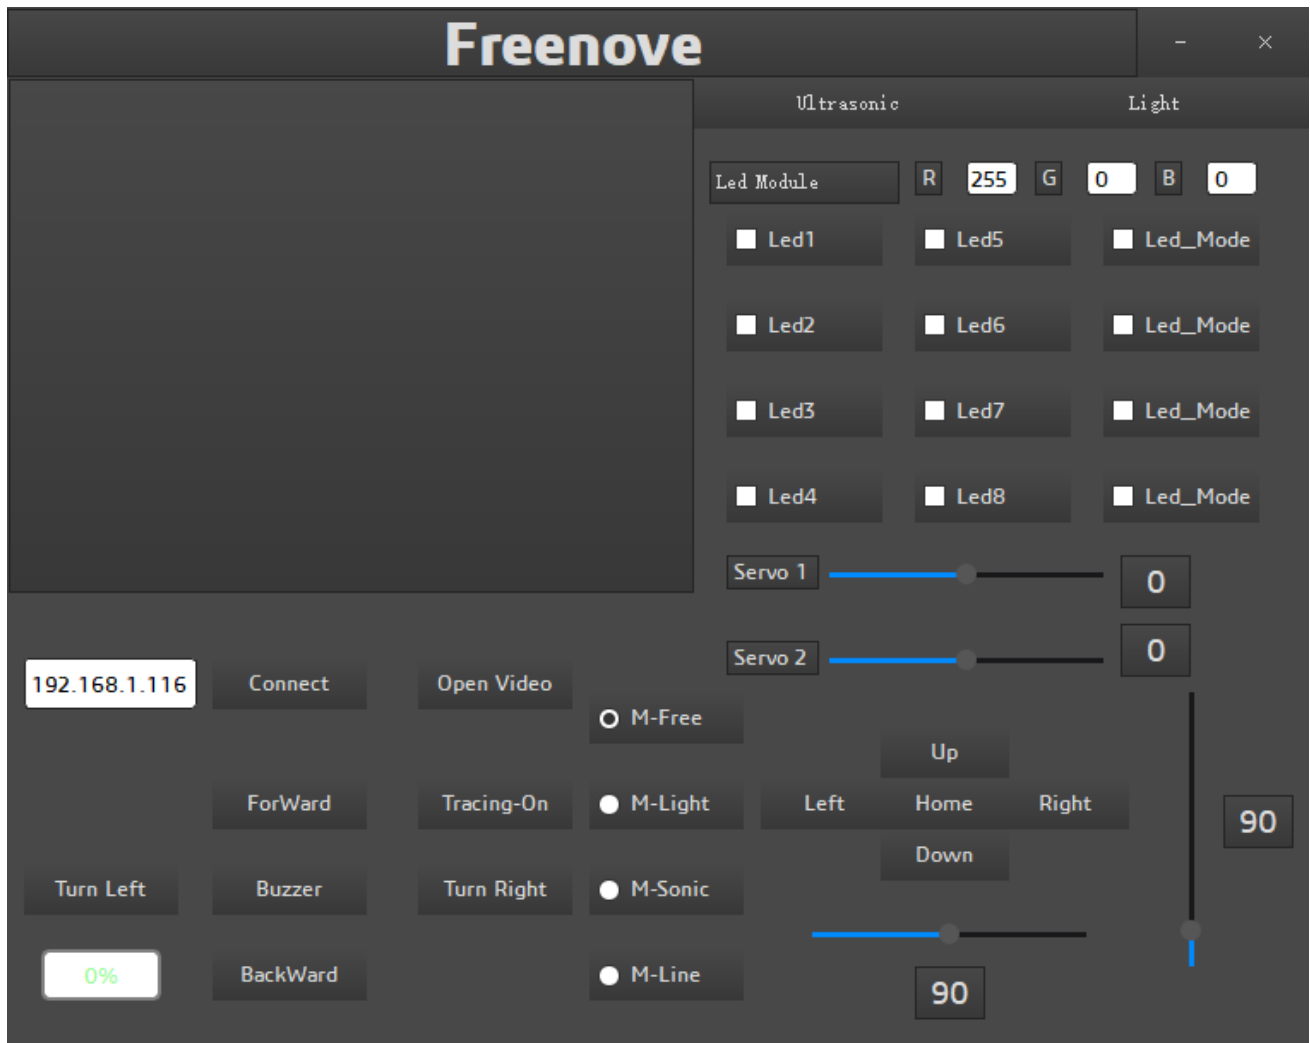 Freenove
Ultrasonic Light
Led Module R 255 G 0 B 0
Led1 Led5 Led_Mode
Led2 Led6 Led_Mode
Led3 Led7 Led_Mode
Led4 Led8 Led_Mode
Servo 1 0
Servo 2 0
192.168.1.116 Connect Open Video
M-Free
Up
ForWard Tracing-On M-Light Left Home Right 90
Down
Turn Left Buzzer Turn Right M-Sonic
0% BackWard M-Line
90